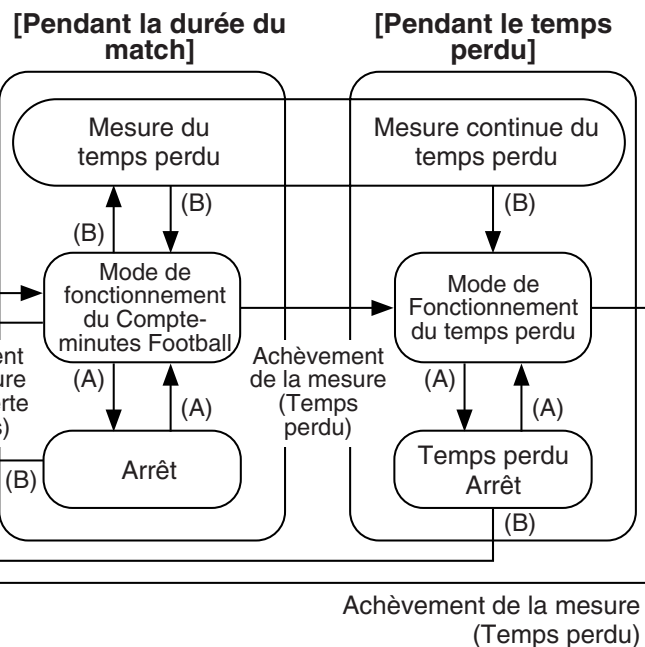 [Pendant la durée du
match]
[Pendant le temps
perdu]
Mesure du
temps perdu
Mesure continue du
temps perdu
(B)
(B)
(B)
Mode de
fonctionnement
du Compte-
minutes Football
Mode de
Fonctionnement
du temps perdu
Achèvement
de la mesure
(Temps
perdu)
(A)
(A)
(A)
(A)
(B)
Arrêt
Temps perdu
Arrêt
(B)
Achèvement de la mesure
(Temps perdu)